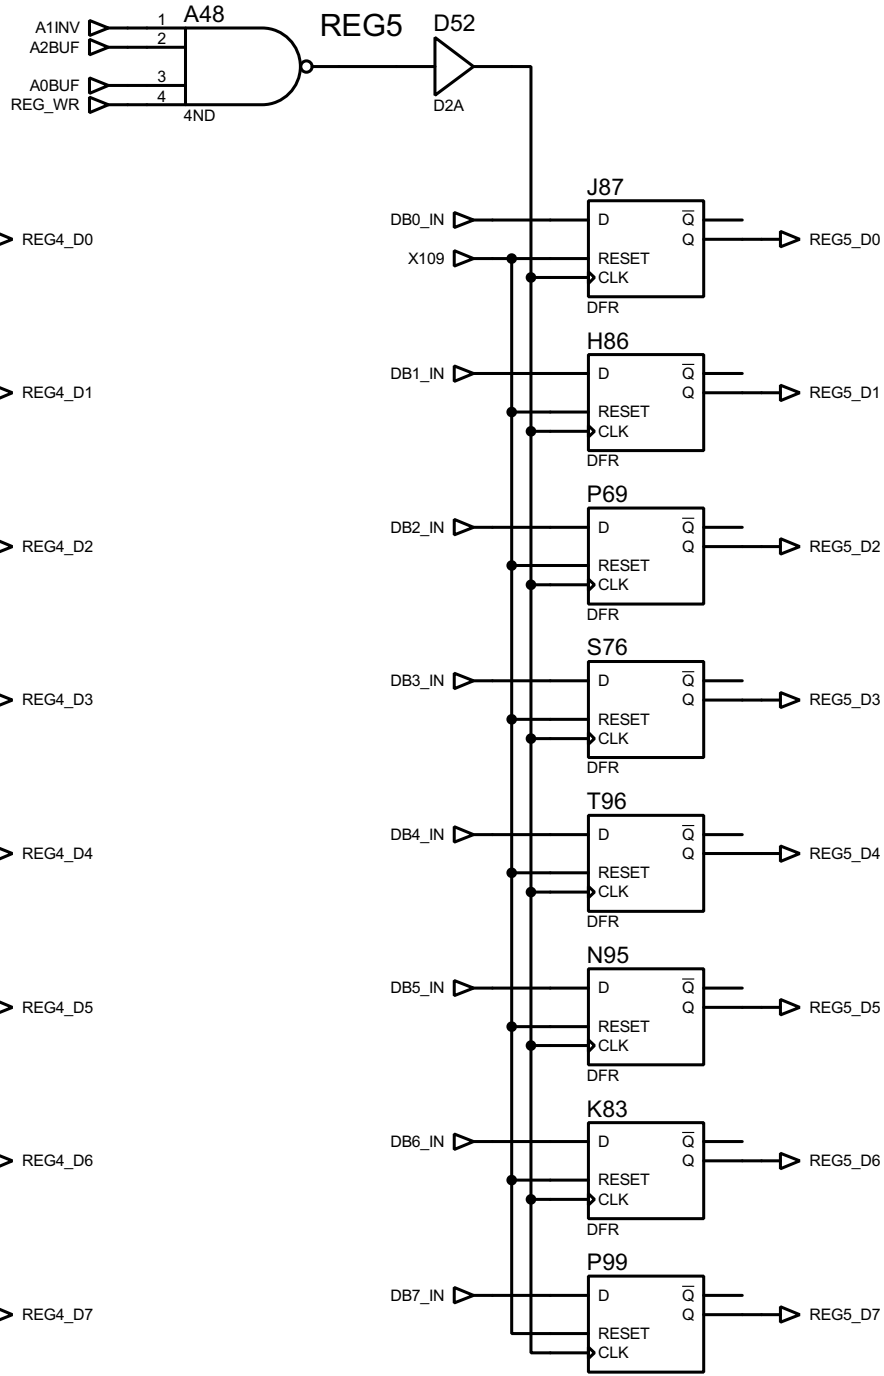 A48
REG5
D52
A1INV
1
A2BUF
2
A0BUF
3
REG_WR
4
4ND
D2A
J87
REG4_D0
DB0_IN
D
Q
Q
REG5_D0
X109
RESET
CLK
DFR
H86
REG4_D1
DB1_IN
D
Q
Q
REG5_D1
RESET
CLK
DFR
P69
REG4_D2
DB2_IN
D
Q
Q
REG5_D2
RESET
CLK
DFR
S76
REG4_D3
DB3_IN
D
Q
Q
REG5_D3
RESET
CLK
DFR
T96
REG4_D4
DB4_IN
D
Q
Q
REG5_D4
RESET
CLK
DFR
N95
REG4_D5
DB5_IN
D
Q
Q
REG5_D5
RESET
CLK
DFR
K83
REG4_D6
DB6_IN
D
Q
Q
REG5_D6
RESET
CLK
DFR
P99
REG4_D7
DB7_IN
D
Q
Q
REG5_D7
RESET
CLK